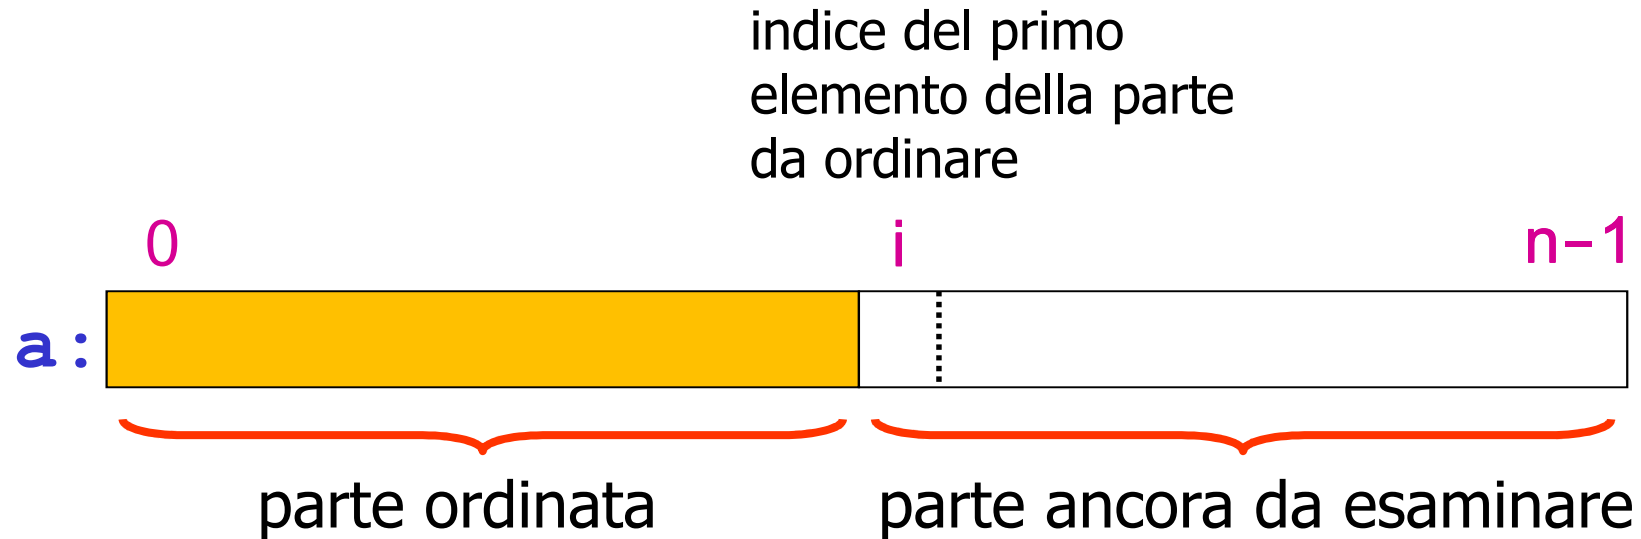 indice del primo
elemento della parte
da ordinare
0 i n-1
a:
parte ordinata parte ancora da esaminare